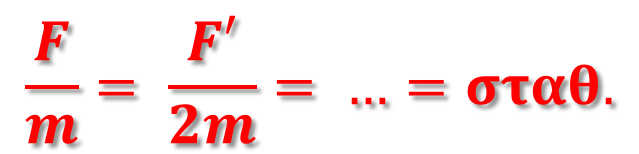 F/m = F′/2m = ... = σταθ.